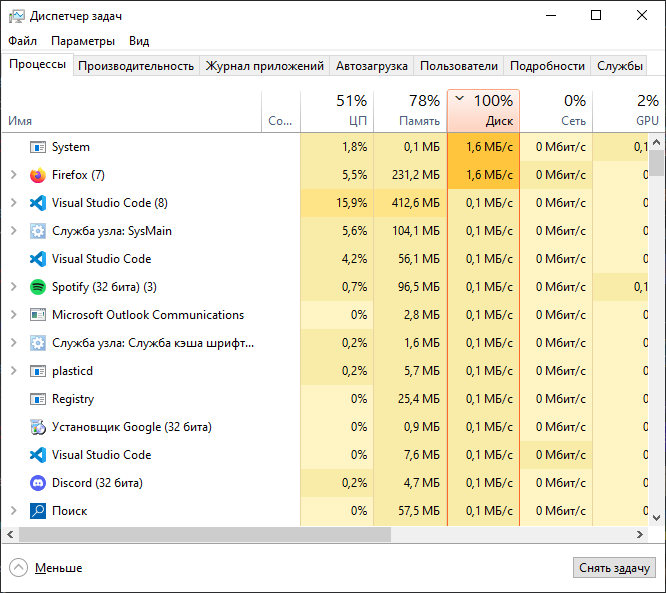 Диспетчер задач
Файл Параметры Вид
Процессы Производительность Журнал приложений Автозагрузка Пользователи Подробности Службы
51% 78% 100% 0% 2%
Имя Со... ЦП Память Диск Сеть GPU
System 1,8% 0,1 МБ 1,6 МБ/с 0 Мбит/с 0,1
Firefox (7) 5,5% 231,2 МБ 1,6 МБ/с 0 Мбит/с 0
Visual Studio Code (8) 15,9% 412,6 МБ 0,1 МБ/с 0 Мбит/с 0
Служба узла: SysMain 5,6% 104,1 МБ 0,1 МБ/с 0 Мбит/с 0
Visual Studio Code 4,2% 56,1 МБ 0,1 МБ/с 0 Мбит/с 0
Spotify (32 бита) (3) 0,7% 96,5 МБ 0,1 МБ/с 0 Мбит/с 0,1
Microsoft Outlook Communications 0% 2,8 МБ 0,1 МБ/с 0 Мбит/с 0
Служба узла: Служба кэша шрифт... 0,2% 1,6 МБ 0,1 МБ/с 0 Мбит/с 0
plasticd 0,2% 5,7 МБ 0,1 МБ/с 0 Мбит/с 0
Registry 0% 25,4 МБ 0,1 МБ/с 0 Мбит/с 0
Установщик Google (32 бита) 0% 0,9 МБ 0,1 МБ/с 0 Мбит/с 0
Visual Studio Code 0% 7,6 МБ 0,1 МБ/с 0 Мбит/с 0
Discord (32 бита) 0,2% 4,7 МБ 0,1 МБ/с 0 Мбит/с 0
Поиск 0% 57,5 МБ 0,1 МБ/с 0 Мбит/с 0
Меньше Снять задачу